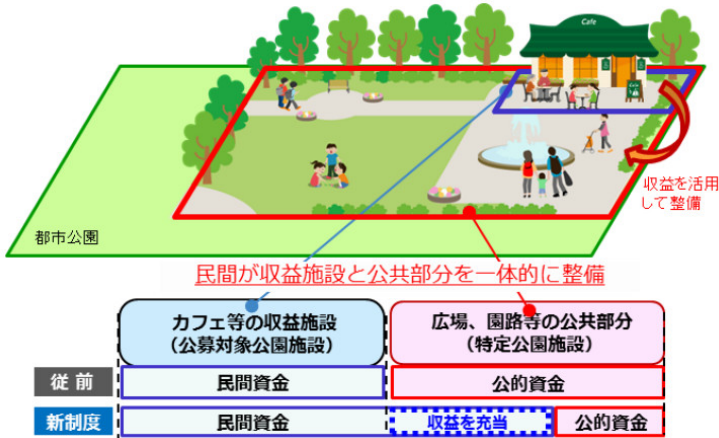 Cafe
Cafe
収益を活用
して整備
都市公園
民間が収益施設と公共部分を一体的に整備
カフェ等の収益施設
(公募対象公園施設)
広場、園路等の公共部分
(特定公園施設)
従前
民間資金
公的資金
新制度
民間資金
収益を充当
公的資金